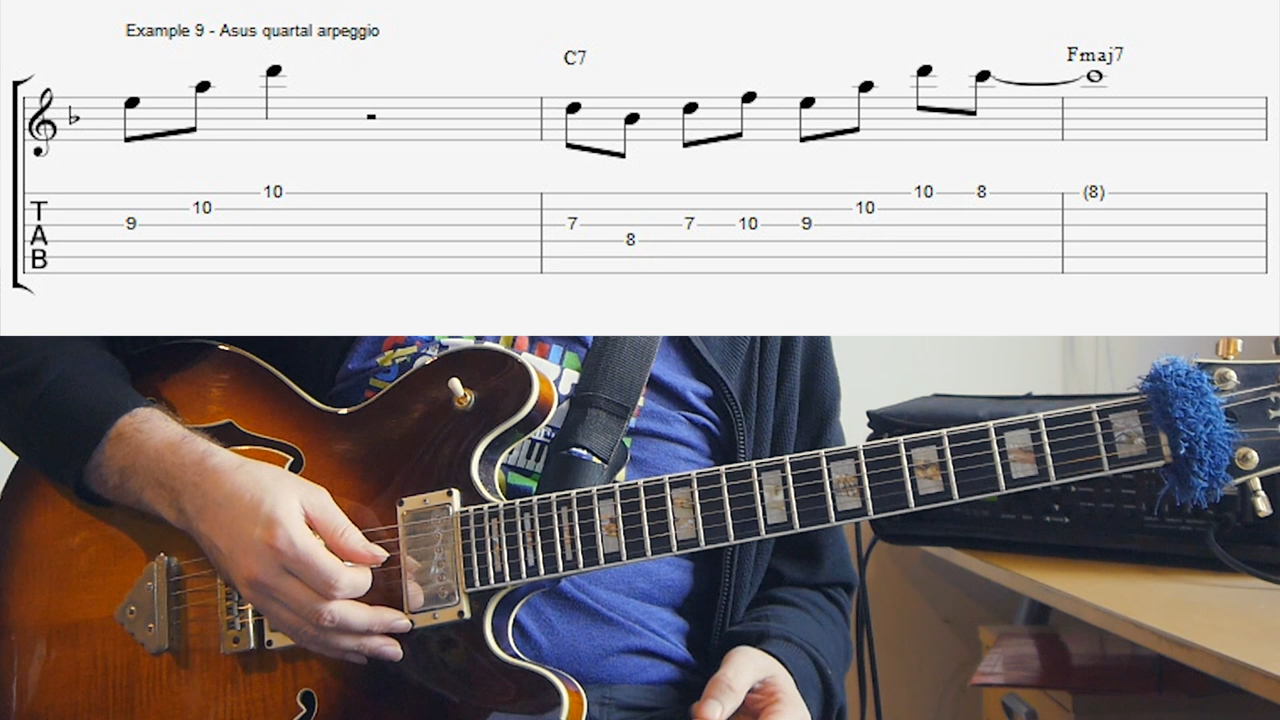 Example 9 - Asus quartal arpeggio
C7 Fmaj7
10 10 8 (8)
T 10 10
A 9 7 7 10 9
8
B